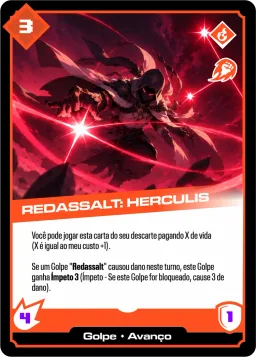 3
REDASSALT: HERCULIS
Você pode jogar esta carta do seu descarte pagando X de vida
(X é igual ao meu custo +1).
Se um Golpe "Redassalt" causou dano neste turno, este Golpe
ganha Ímpeto 3 (Ímpeto - Se este Golpe for bloqueado, cause 3 de
dano).
4
1
Golpe • Avanço